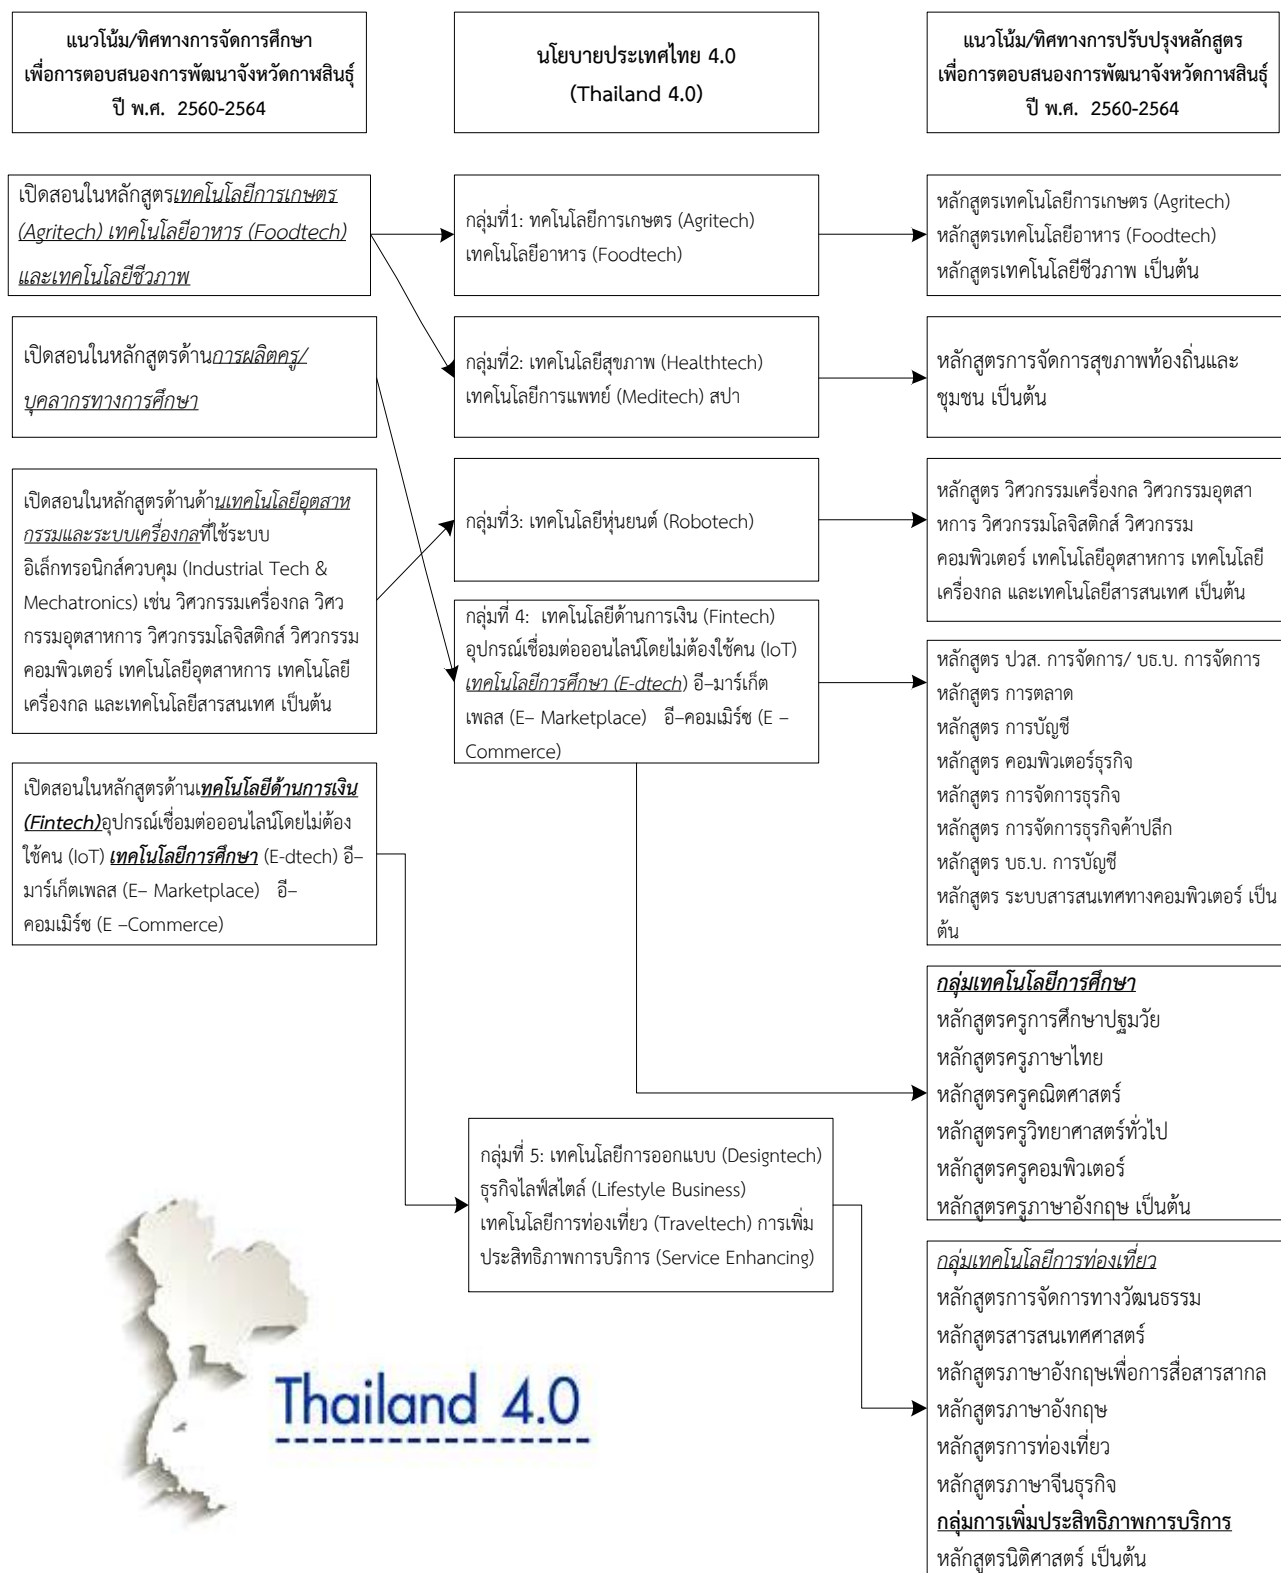 แนวโน้ม/ทิศทางการจัดการศึกษา
เพื่อการตอบสนองการพัฒนาจังหวัดกาฬสินธุ์
ปี พ.ศ. 2560-2564
นโยบายประเทศไทย 4.0
(Thailand 4.0)
แนวโน้ม/ทิศทางการปรับปรุงหลักสูตร
เพื่อการตอบสนองการพัฒนาจังหวัดกาฬสินธุ์
ปี พ.ศ. 2560-2564
เปิดสอนในหลักสูตรเทคโนโลยีการเกษตร
(Agritech) เทคโนโลยีอาหาร (Foodtech)
และเทคโนโลยีชีวภาพ
กลุ่มที่1: ทคโนโลยีการเกษตร (Agritech)
เทคโนโลยีอาหาร (Foodtech)
หลักสูตรเทคโนโลยีการเกษตร (Agritech)
หลักสูตรเทคโนโลยีอาหาร (Foodtech)
หลักสูตรเทคโนโลยีชีวภาพ เป็นต้น
เปิดสอนในหลักสูตรด้านการผลิตครู/
บุคลากรทางการศึกษา
กลุ่มที่2: เทคโนโลยีสุขภาพ (Healthtech)
เทคโนโลยีการแพทย์ (Meditech) สปา
หลักสูตรการจัดการสุขภาพท้องถิ่นและ
ชุมชน เป็นต้น
เปิดสอนในหลักสูตรด้านด้านเทคโนโลยีอุตสาห
กรรมและระบบเครื่องกลที่ใช้ระบบ
อิเล็กทรอนิกส์ควบคุม (Industrial Tech &
Mechatronics) เช่น วิศวกรรมเครื่องกล วิศว
กรรมอุตสาหการ วิศวกรรมโลจิสติกส์ วิศวกรรม
คอมพิวเตอร์ เทคโนโลยีอุตสาหการ เทคโนโลยี
เครื่องกล และเทคโนโลยีสารสนเทศ เป็นต้น
กลุ่มที่3: เทคโนโลยีหุ่นยนต์ (Robotech)
หลักสูตร วิศวกรรมเครื่องกล วิศวกรรมอุตสา
หการ วิศวกรรมโลจิสติกส์ วิศวกรรม
คอมพิวเตอร์ เทคโนโลยีอุตสาหการ เทคโนโลยี
เครื่องกล และเทคโนโลยีสารสนเทศ เป็นต้น
กลุ่มที่ 4: เทคโนโลยีด้านการเงิน (Fintech)
อุปกรณ์เชื่อมต่อออนไลน์โดยไม่ต้องใช้คน (IoT)
เทคโนโลยีการศึกษา (E-dtech) อี–มาร์เก็ต
เพลส (E– Marketplace) อี–คอมเมิร์ซ (E –
Commerce)
หลักสูตร ปวส. การจัดการ/ บธ.บ. การจัดการ
หลักสูตร การตลาด
หลักสูตร การบัญชี
หลักสูตร คอมพิวเตอร์ธุรกิจ
หลักสูตร การจัดการธุรกิจ
หลักสูตร การจัดการธุรกิจค้าปลีก
หลักสูตร บธ.บ. การบัญชี
หลักสูตร ระบบสารสนเทศทางคอมพิวเตอร์ เป็น
ต้น
เปิดสอนในหลักสูตรด้านเทคโนโลยีด้านการเงิน
(Fintech)อุปกรณ์เชื่อมต่อออนไลน์โดยไม่ต้อง
ใช้คน (IoT) เทคโนโลยีการศึกษา (E-dtech) อี–
มาร์เก็ตเพลส (E– Marketplace) อี–
คอมเมิร์ซ (E –Commerce)
กลุ่มเทคโนโลยีการศึกษา
หลักสูตรครูการศึกษาปฐมวัย
หลักสูตรครูภาษาไทย
หลักสูตรครูคณิตศาสตร์
หลักสูตรครูวิทยาศาสตร์ทั่วไป
หลักสูตรครูคอมพิวเตอร์
หลักสูตรครูภาษาอังกฤษ เป็นต้น
กลุ่มที่ 5: เทคโนโลยีการออกแบบ (Designtech)
ธุรกิจไลฟ์สไตล์ (Lifestyle Business)
เทคโนโลยีการท่องเที่ยว (Traveltech) การเพิ่ม
ประสิทธิภาพการบริการ (Service Enhancing)
กลุ่มเทคโนโลยีการท่องเที่ยว
หลักสูตรการจัดการทางวัฒนธรรม
หลักสูตรสารสนเทศศาสตร์
หลักสูตรภาษาอังกฤษเพื่อการสื่อสารสากล
หลักสูตรภาษาอังกฤษ
หลักสูตรการท่องเที่ยว
หลักสูตรภาษาจีนธุรกิจ
กลุ่มการเพิ่มประสิทธิภาพการบริการ
หลักสูตรนิติศาสตร์ เป็นต้น
Thailand 4.0